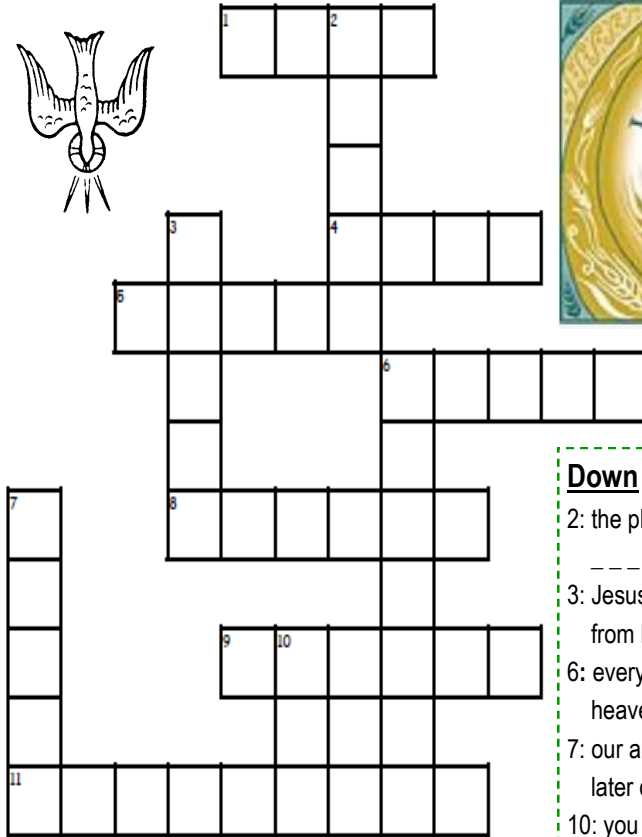 1 2
3 4
5
6
7 8
9 10
11
Down
2: the pl
_ _ _
3: Jesus
from
6: every
heave
7: our a
later
10: you